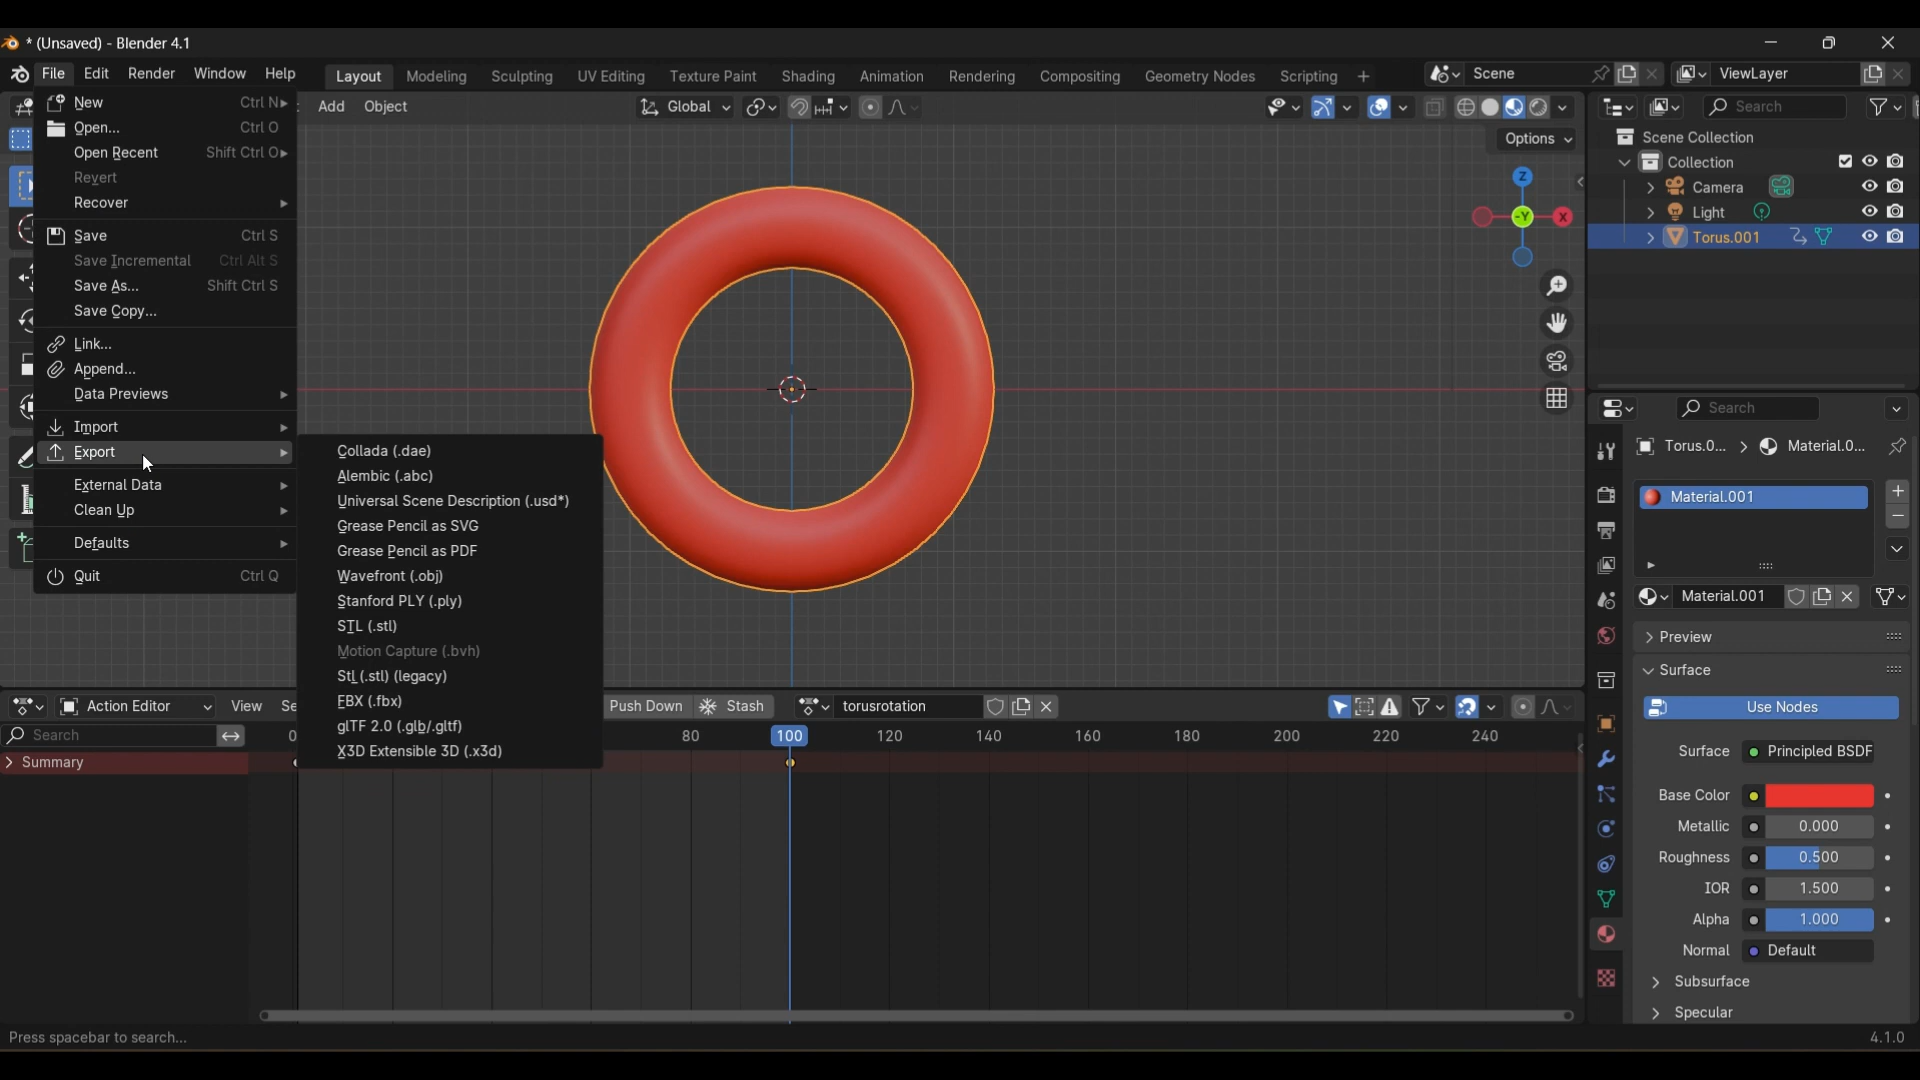 * (Unsaved) - Blender 4.1
File Edit Render Window Help Layout Modeling Sculpting UV Editing Texture Paint Shading Animation Rendering Compositing Geometry Nodes Scripting + Scene ViewLayer
Add Object Global Search
Options
New Ctrl N
Open... Ctrl O
Open Recent Shift Ctrl O
Revert
Recover
Save Ctrl S
Save Incremental Ctrl Alt S
Save As... Shift Ctrl S
Save Copy...
Link...
Append...
Data Previews
Import
Export
External Data
Clean Up
Defaults
Quit Ctrl Q
Collada (.dae)
Alembic (.abc)
Universal Scene Description (.usd*)
Grease Pencil as SVG
Grease Pencil as PDF
Wavefront (.obj)
Stanford PLY (.ply)
STL (.stl)
Motion Capture (.bvh)
Stl (.stl) (legacy)
FBX (.fbx)
glTF 2.0 (.glb/.gltf)
X3D Extensible 3D (.x3d)
Z
-Y X
Scene Collection
Collection
Camera
Light
Torus.001
Search
Torus.0... Material.0...
Material.001
Material.001
Preview
Surface
Use Nodes
Surface Principled BSDF
Base Color
Metallic 0.000
Roughness 0.500
IOR 1.500
Alpha 1.000
Normal Default
Subsurface
Specular
Action Editor View Se Push Down Stash torusrotation
Search 0 80 100 120 140 160 180 200 220 240
Summary
Press spacebar to search... 4.1.0